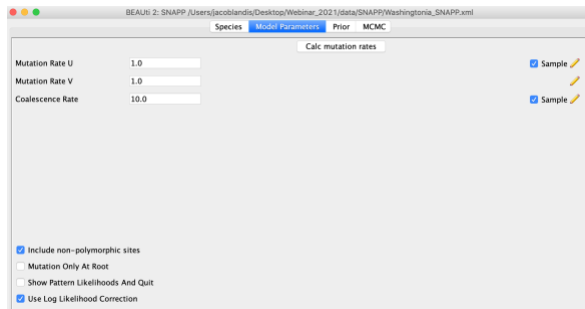 BEAUti 2: SNAPP /Users/jacoblandis/Desktop/Webinar_2021/data/SNAPP/Washingtonia_SNAPP.xml
Species Model Parameters Prior MCMC
Calc mutation rates
Mutation Rate U 1.0 Sample
Mutation Rate V 1.0
Coalescence Rate 10.0 Sample
Include non-polymorphic sites
Mutation Only At Root
Show Pattern Likelihoods And Quit
Use Log Likelihood Correction